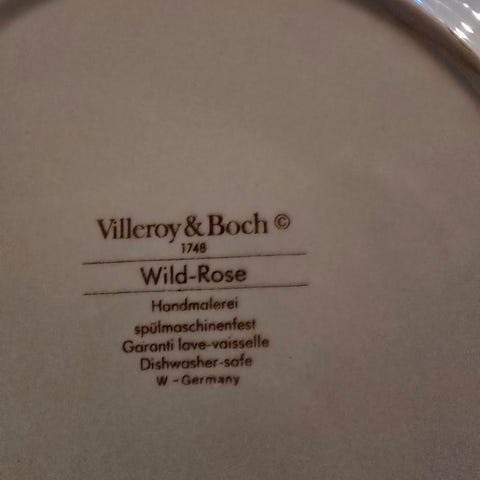 Villeroy & Boch ©
1748
Wild-Rose
Handmalerei
spülmaschinenfest
Garanti lave-vaisselle
Dishwasher-safe
W - Germany